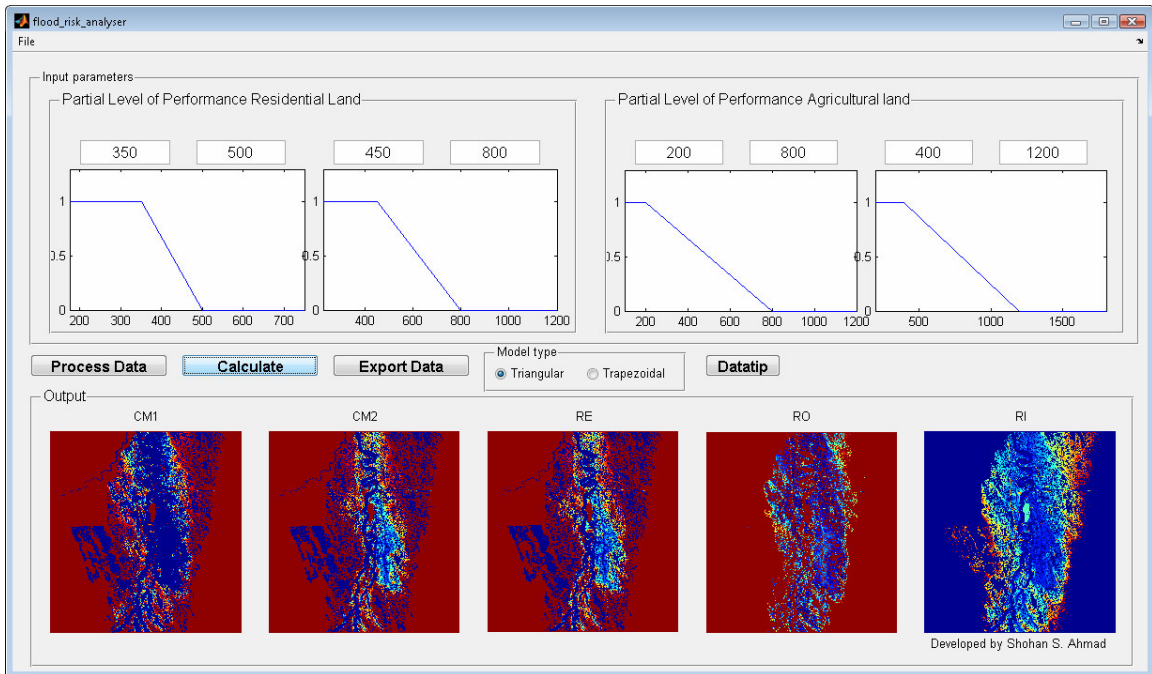 flood_risk_analyser
File
Input parameters
Partial Level of Performance Residential Land
Partial Level of Performance Agricultural land
350 500 450 800
200 800 400 1200
1
0.5
0
200 300 400 500 600 700
1
0.5
0
400 600 800 1000 1200
1
0.5
0
200 400 600 800 1000 1200
1
0.5
0
500 1000 1500
Process Data
Calculate
Export Data
Model type
Triangular
Trapezoidal
Datatip
Output
CM1 CM2 RE RO RI
Developed by Shohan S. Ahmad